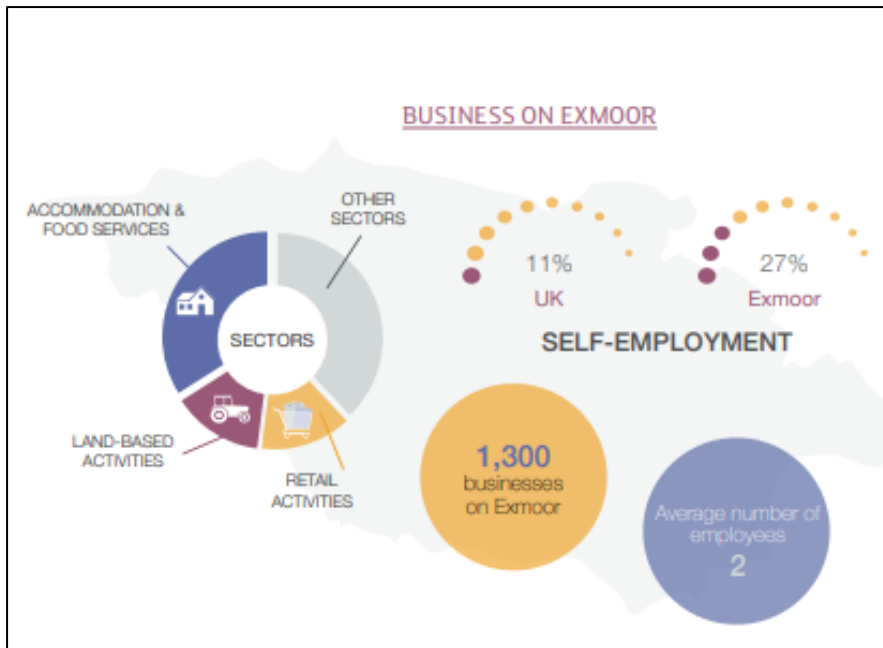 BUSINESS ON EXMOOR
ACCOMMODATION &
FOOD SERVICES
OTHER
SECTORS
SECTORS
LAND-BASED
ACTIVITIES
RETAIL
ACTIVITIES
11%
UK
27%
Exmoor
SELF-EMPLOYMENT
1,300
businesses
on Exmoor
Average number of
employees
2